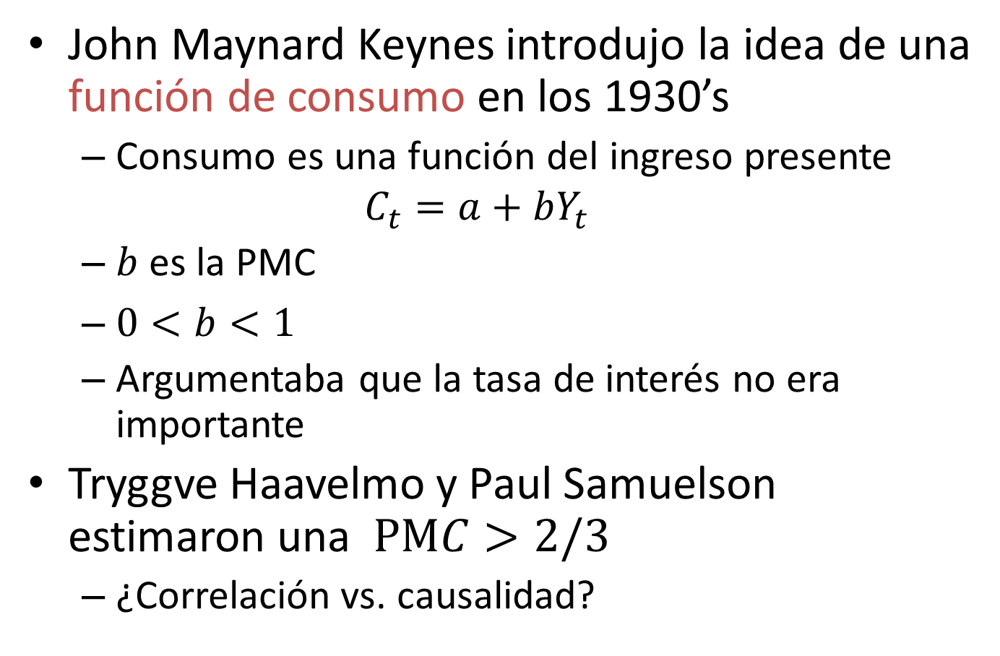 • John Maynard Keynes introdujo la idea de una
función de consumo en los 1930’s
– Consumo es una función del ingreso presente
C_t = a + bY_t
– b es la PMC
– 0 < b < 1
– Argumentaba que la tasa de interés no era
importante
• Tryggve Haavelmo y Paul Samuelson
estimaron una PMC > 2/3
– ¿Correlación vs. causalidad?